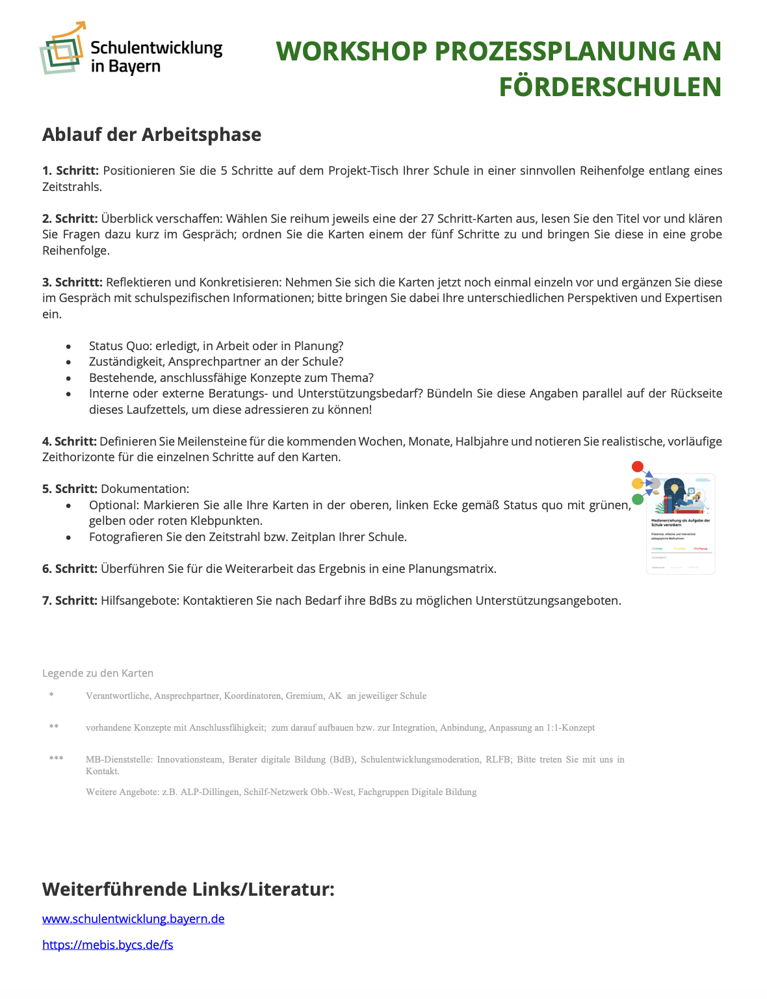 Schulentwicklung
in Bayern
WORKSHOP PROZESSPLANUNG AN
FÖRDERSCHULEN
Ablauf der Arbeitsphase
1. Schritt: Positionieren Sie die 5 Schritte auf dem Projekt-Tisch Ihrer Schule in einer sinnvollen Reihenfolge entlang eines
Zeitstrahls.
2. Schritt: Überblick verschaffen: Wählen Sie reihum jeweils eine der 27 Schritt-Karten aus, lesen Sie den Titel vor und klären
Sie Fragen dazu kurz im Gespräch; ordnen Sie die Karten einem der fünf Schritte zu und bringen Sie diese in eine grobe
Reihenfolge.
3. Schrittt: Reflektieren und Konkretisieren: Nehmen Sie sich die Karten jetzt noch einmal einzeln vor und ergänzen Sie diese
im Gespräch mit schulspezifischen Informationen; bitte bringen Sie dabei Ihre unterschiedlichen Perspektiven und Expertisen
ein.
• Status Quo: erledigt, in Arbeit oder in Planung?
• Zuständigkeit, Ansprechpartner an der Schule?
• Bestehende, anschlussfähige Konzepte zum Thema?
• Interne oder externe Beratungs- und Unterstützungsbedarf? Bündeln Sie diese Angaben parallel auf der Rückseite
dieses Laufzettels, um diese adressieren zu können!
4. Schritt: Definieren Sie Meilensteine für die kommenden Wochen, Monate, Halbjahre und notieren Sie realistische, vorläufige
Zeithorizonte für die einzelnen Schritte auf den Karten.
5. Schritt: Dokumentation:
• Optional: Markieren Sie alle Ihre Karten in der oberen, linken Ecke gemäß Status quo mit grünen,
gelben oder roten Klebpunkten.
• Fotografieren Sie den Zeitstrahl bzw. Zeitplan Ihrer Schule.
Medienerziehung als Aufgabe der
Schule verankern
Präventive, reflexive und interventive
pädagogische Maßnahmen
6. Schritt: Überführen Sie für die Weiterarbeit das Ergebnis in eine Planungsmatrix.
7. Schritt: Hilfsangebote: Kontaktieren Sie nach Bedarf ihre BdBs zu möglichen Unterstützungsangeboten.
Legende zu den Karten
* Verantwortliche, Ansprechpartner, Koordinatoren, Gremium, AK an jeweiliger Schule
** vorhandene Konzepte mit Anschlussfähigkeit; zum darauf aufbauen bzw. zur Integration, Anbindung, Anpassung an 1:1-Konzept
*** MB-Dienststelle: Innovationsteam, Berater digitale Bildung (BdB), Schulentwicklungsmoderation, RLFB; Bitte treten Sie mit uns in
Kontakt.
Weitere Angebote: z.B. ALP-Dillingen, Schilf-Netzwerk Obb.-West, Fachgruppen Digitale Bildung
Weiterführende Links/Literatur:
www.schulentwicklung.bayern.de
https://mebis.bycs.de/fs